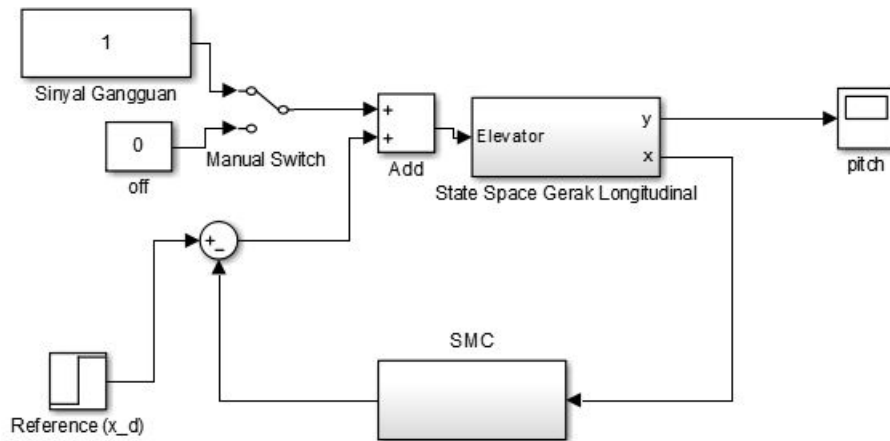 1
Sinyal Gangguan
0
off
Manual Switch
+
+
Add
Elevator
y
x
State Space Gerak Longitudinal
pitch
+
_
SMC
Reference (x_d)